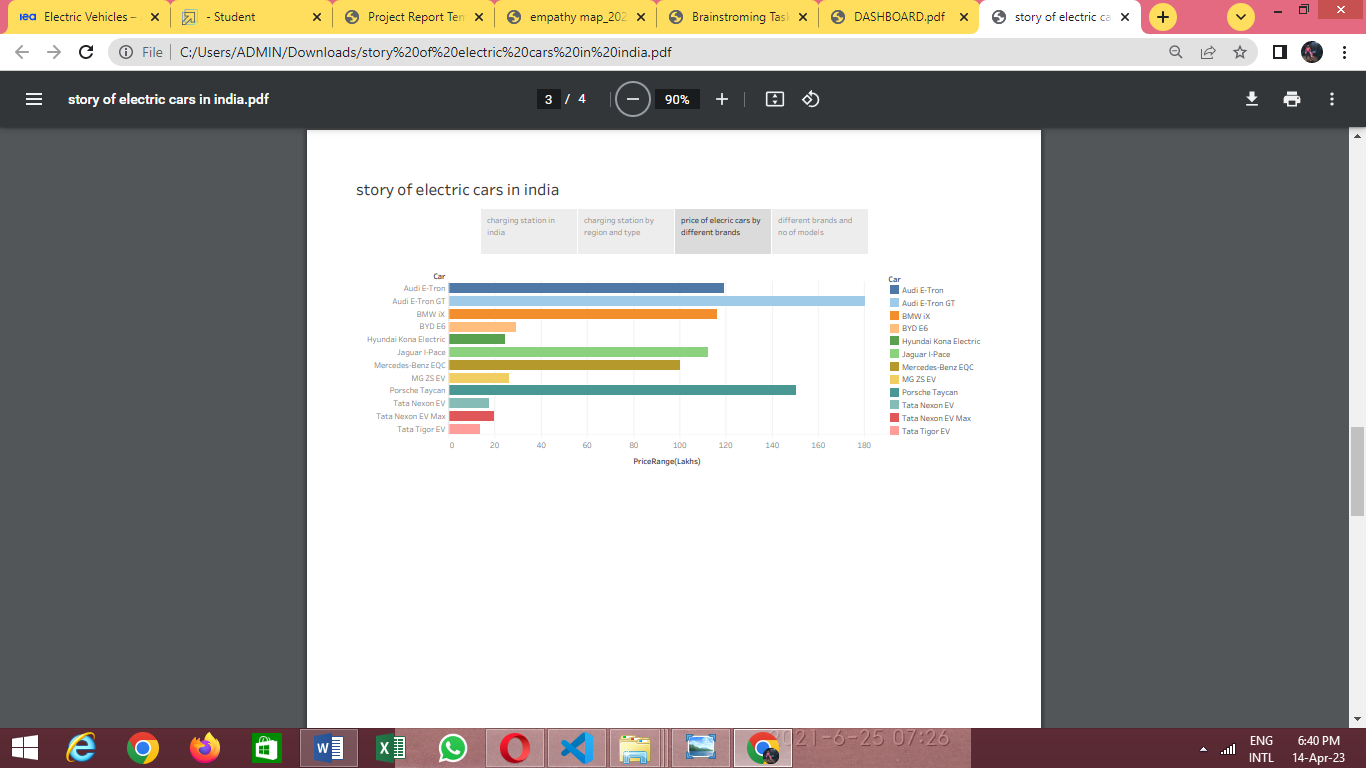 iea Electric Vehicles –
- Student
Project Report Ten
empathy map_202
Brainstroming Task
DASHBOARD.pdf
story of electric ca
File C:/Users/ADMIN/Downloads/story%20of%20electric%20cars%20in%20india.pdf
story of electric cars in india.pdf
3 / 4
90%
story of electric cars in india
charging station in
india
charging station by
region and type
price of elecric cars by
different brands
different brands and
no of models
Car
Audi E-Tron
Audi E-Tron GT
BMW iX
BYD E6
Hyundai Kona Electric
Jaguar I-Pace
Mercedes-Benz EQC
MG ZS EV
Porsche Taycan
Tata Nexon EV
Tata Nexon EV Max
Tata Tigor EV
0 20 40 60 80 100 120 140 160 180
PriceRange(Lakhs)
Car
Audi E-Tron
Audi E-Tron GT
BMW iX
BYD E6
Hyundai Kona Electric
Jaguar I-Pace
Mercedes-Benz EQC
MG ZS EV
Porsche Taycan
Tata Nexon EV
Tata Nexon EV Max
Tata Tigor EV
2021-6-25 07:26
ENG
INTL
6:40 PM
14-Apr-23